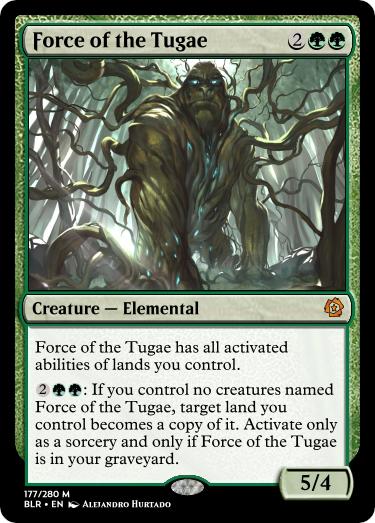 Force of the Tugae 2
Creature — Elemental
Force of the Tugae has all activated
abilities of lands you control.
2: If you control no creatures named
Force of the Tugae, target land you
control becomes a copy of it. Activate only
as a sorcery and only if Force of the Tugae
is in your graveyard.
5/4
177/280 M
BLR • EN Alejandro Hurtado